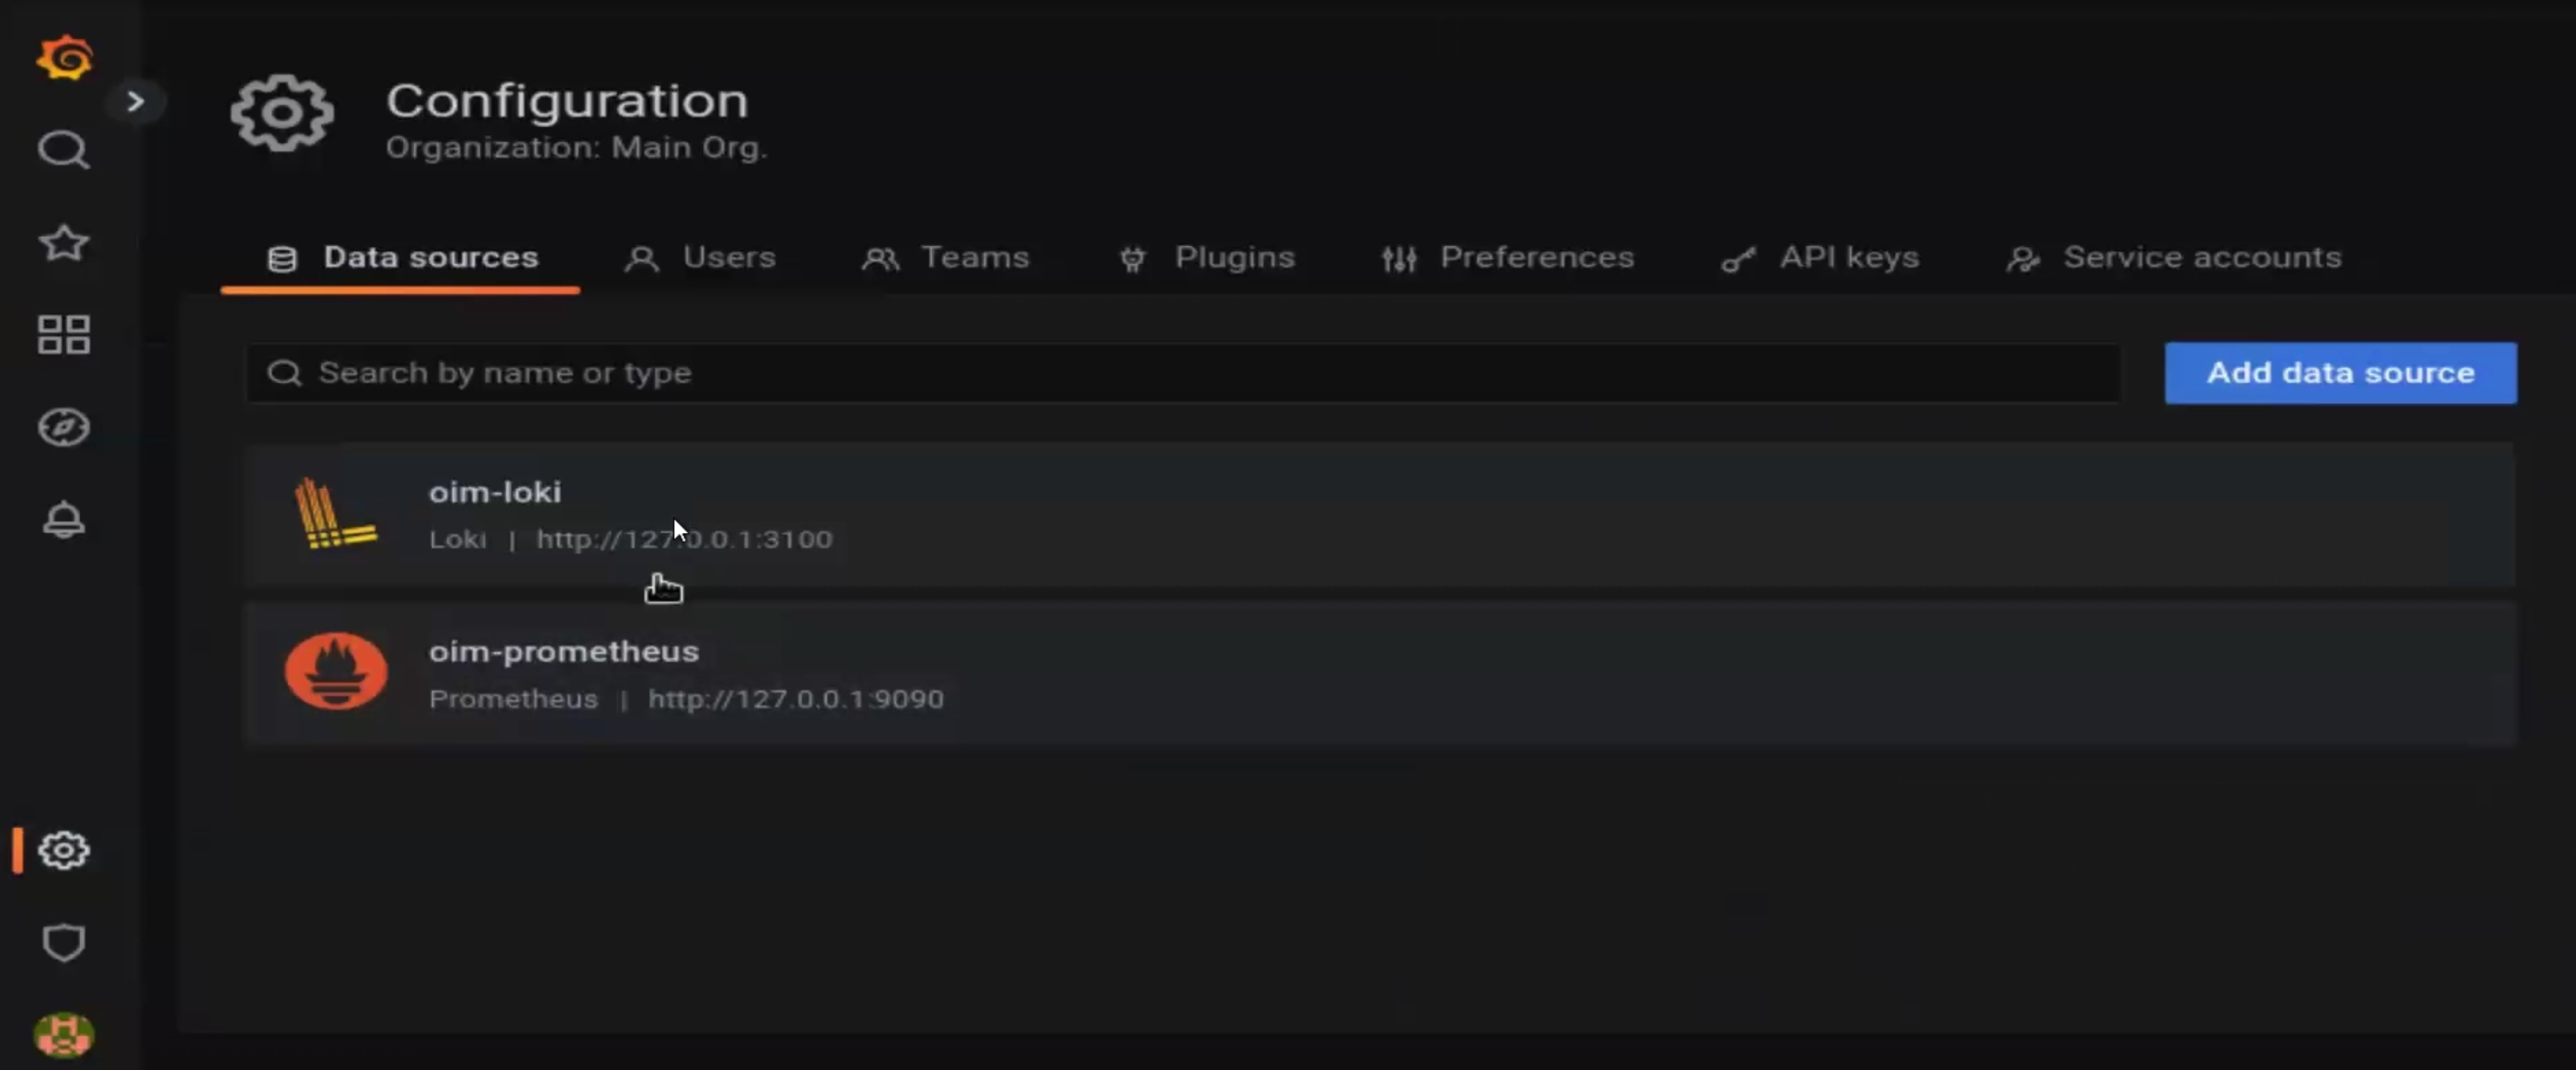 Configuration
Organization: Main Org.
Data sources Users Teams Plugins Preferences API keys Service accounts
Search by name or type Add data source
oim-loki
Loki | http://127.0.0.1:3100
oim-prometheus
Prometheus | http://127.0.0.1:9090